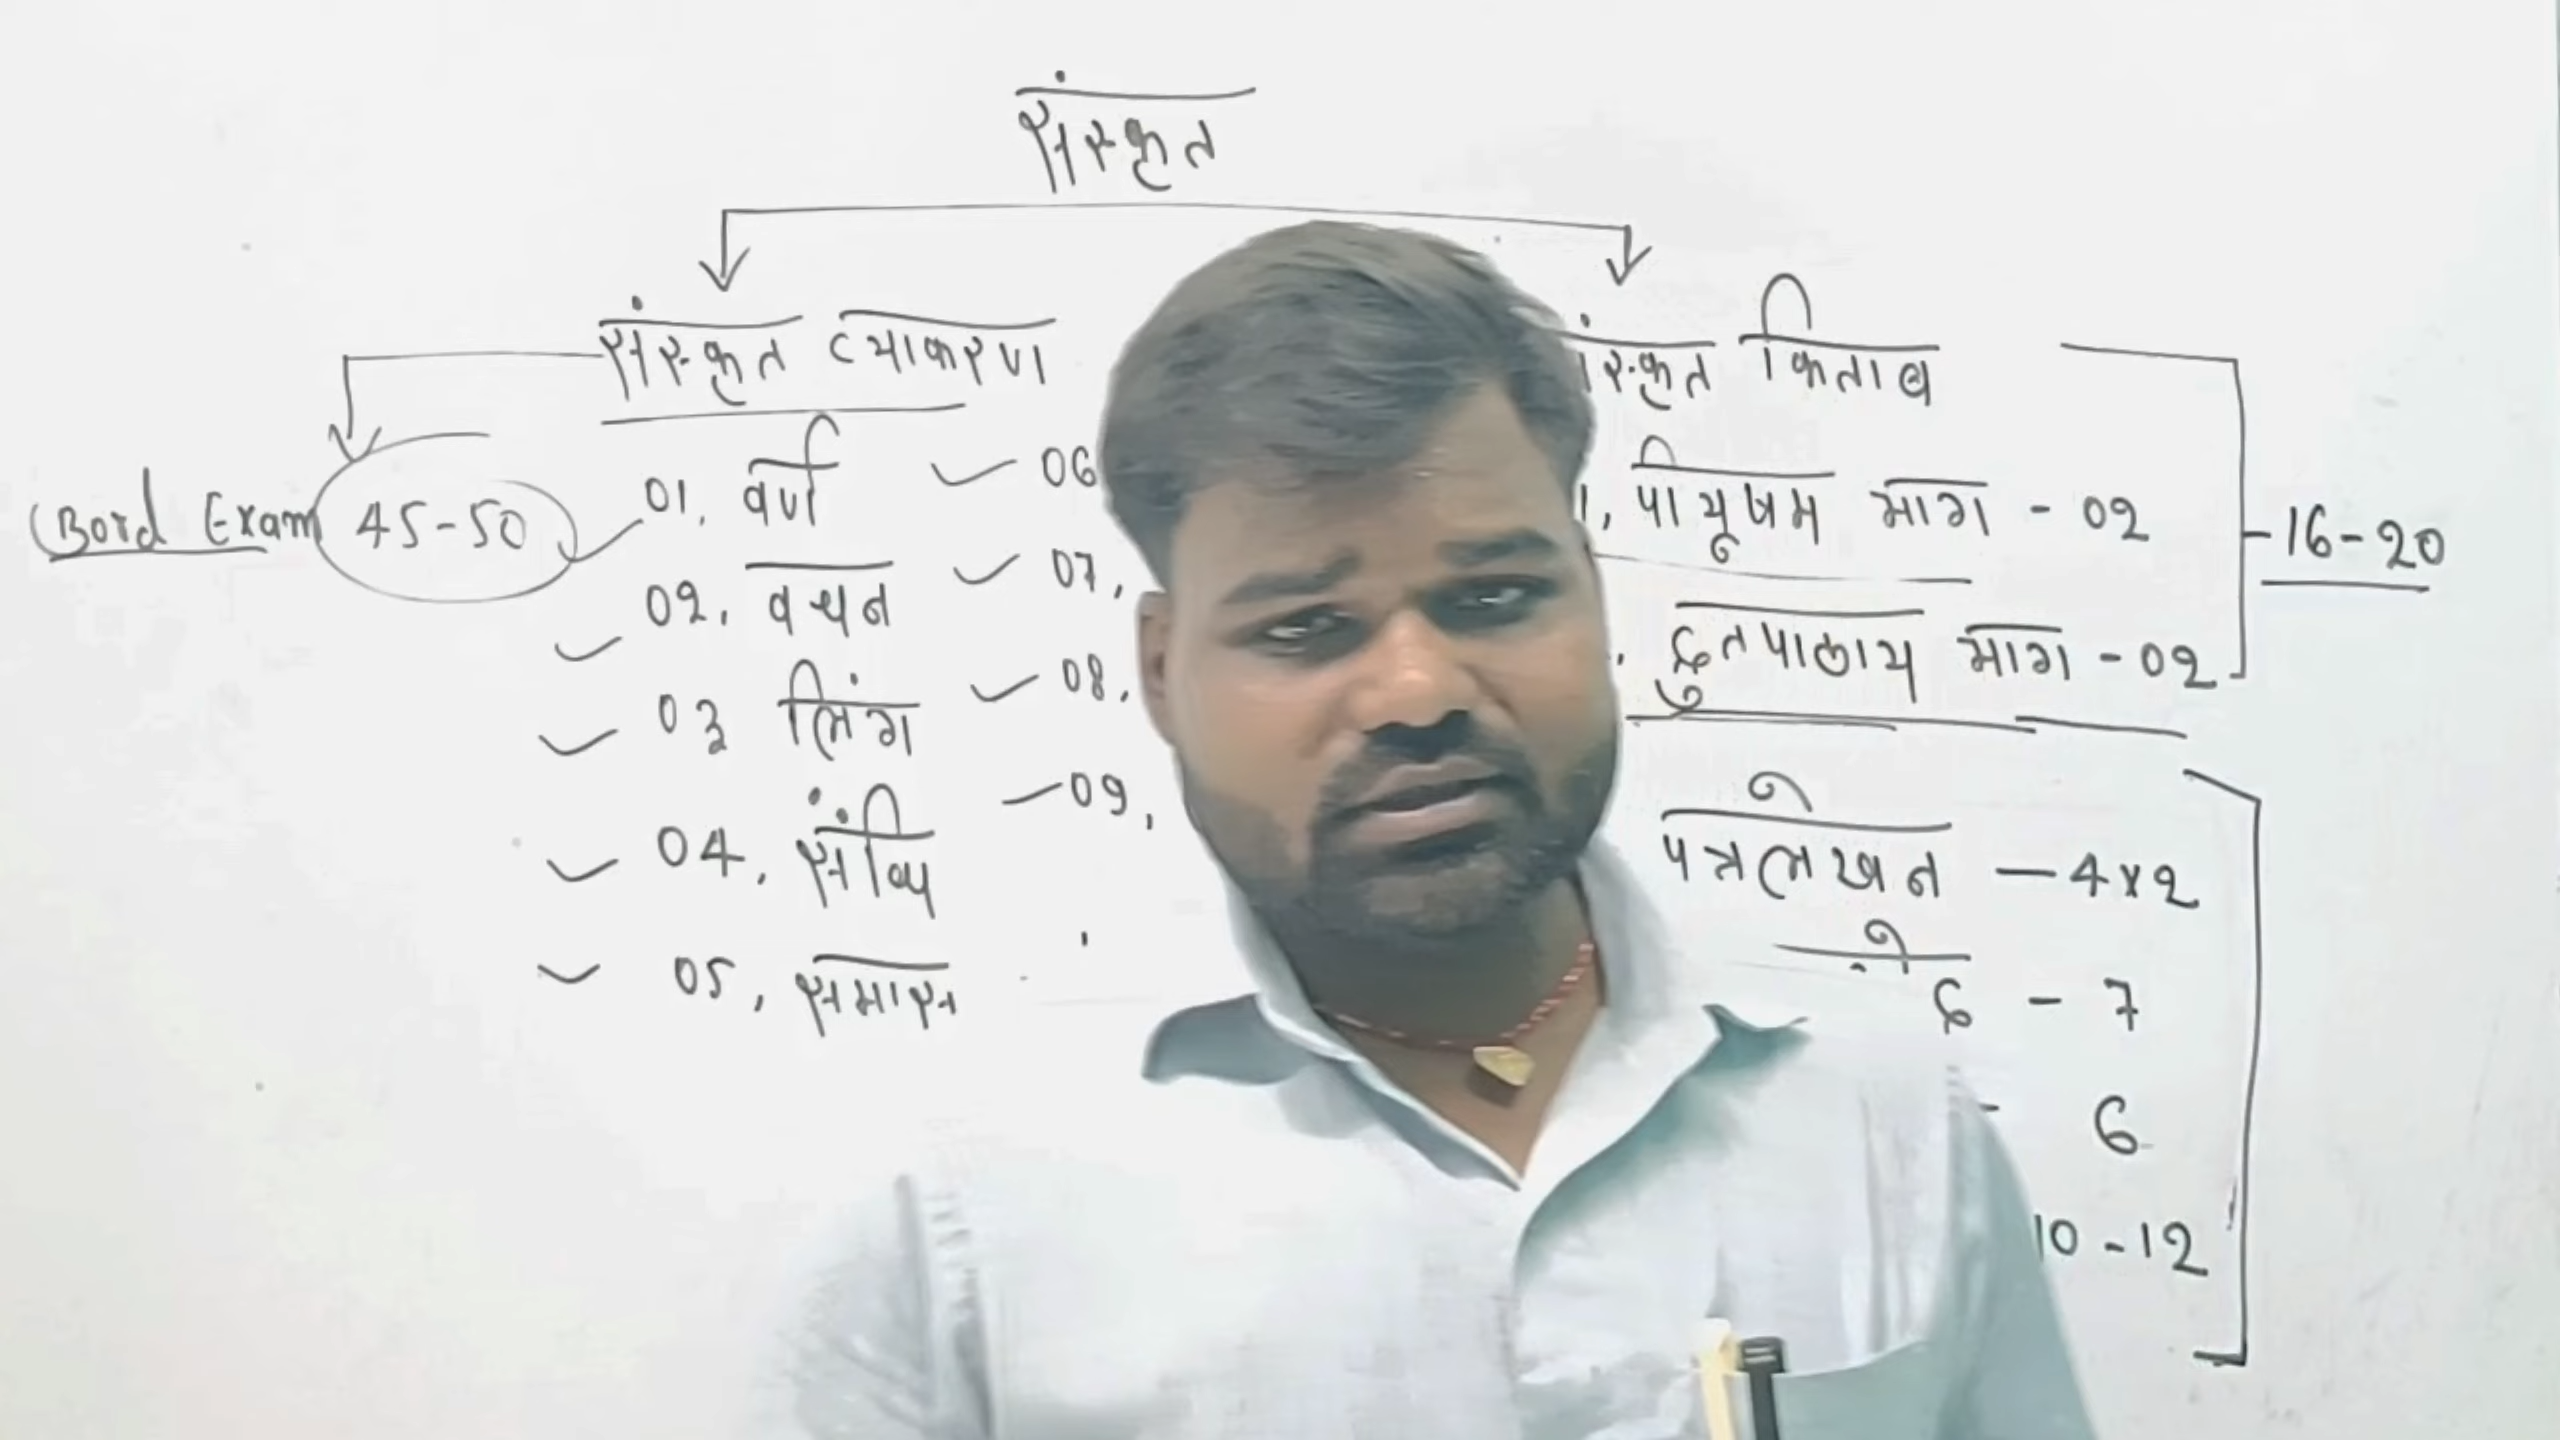 संस्कृत
संस्कृत व्याकरण
Bord Exam 45-50
01, वर्ण
02, वचन
03 लिंग
04, संधि
05, समास
06
07,
08,
09,
संस्कृत किताब
1, पीयूषम भाग - 02
द्रुतपाठाय भाग - 02
16-20
पत्रलेखन - 4x2
- 7
- 6
10-12